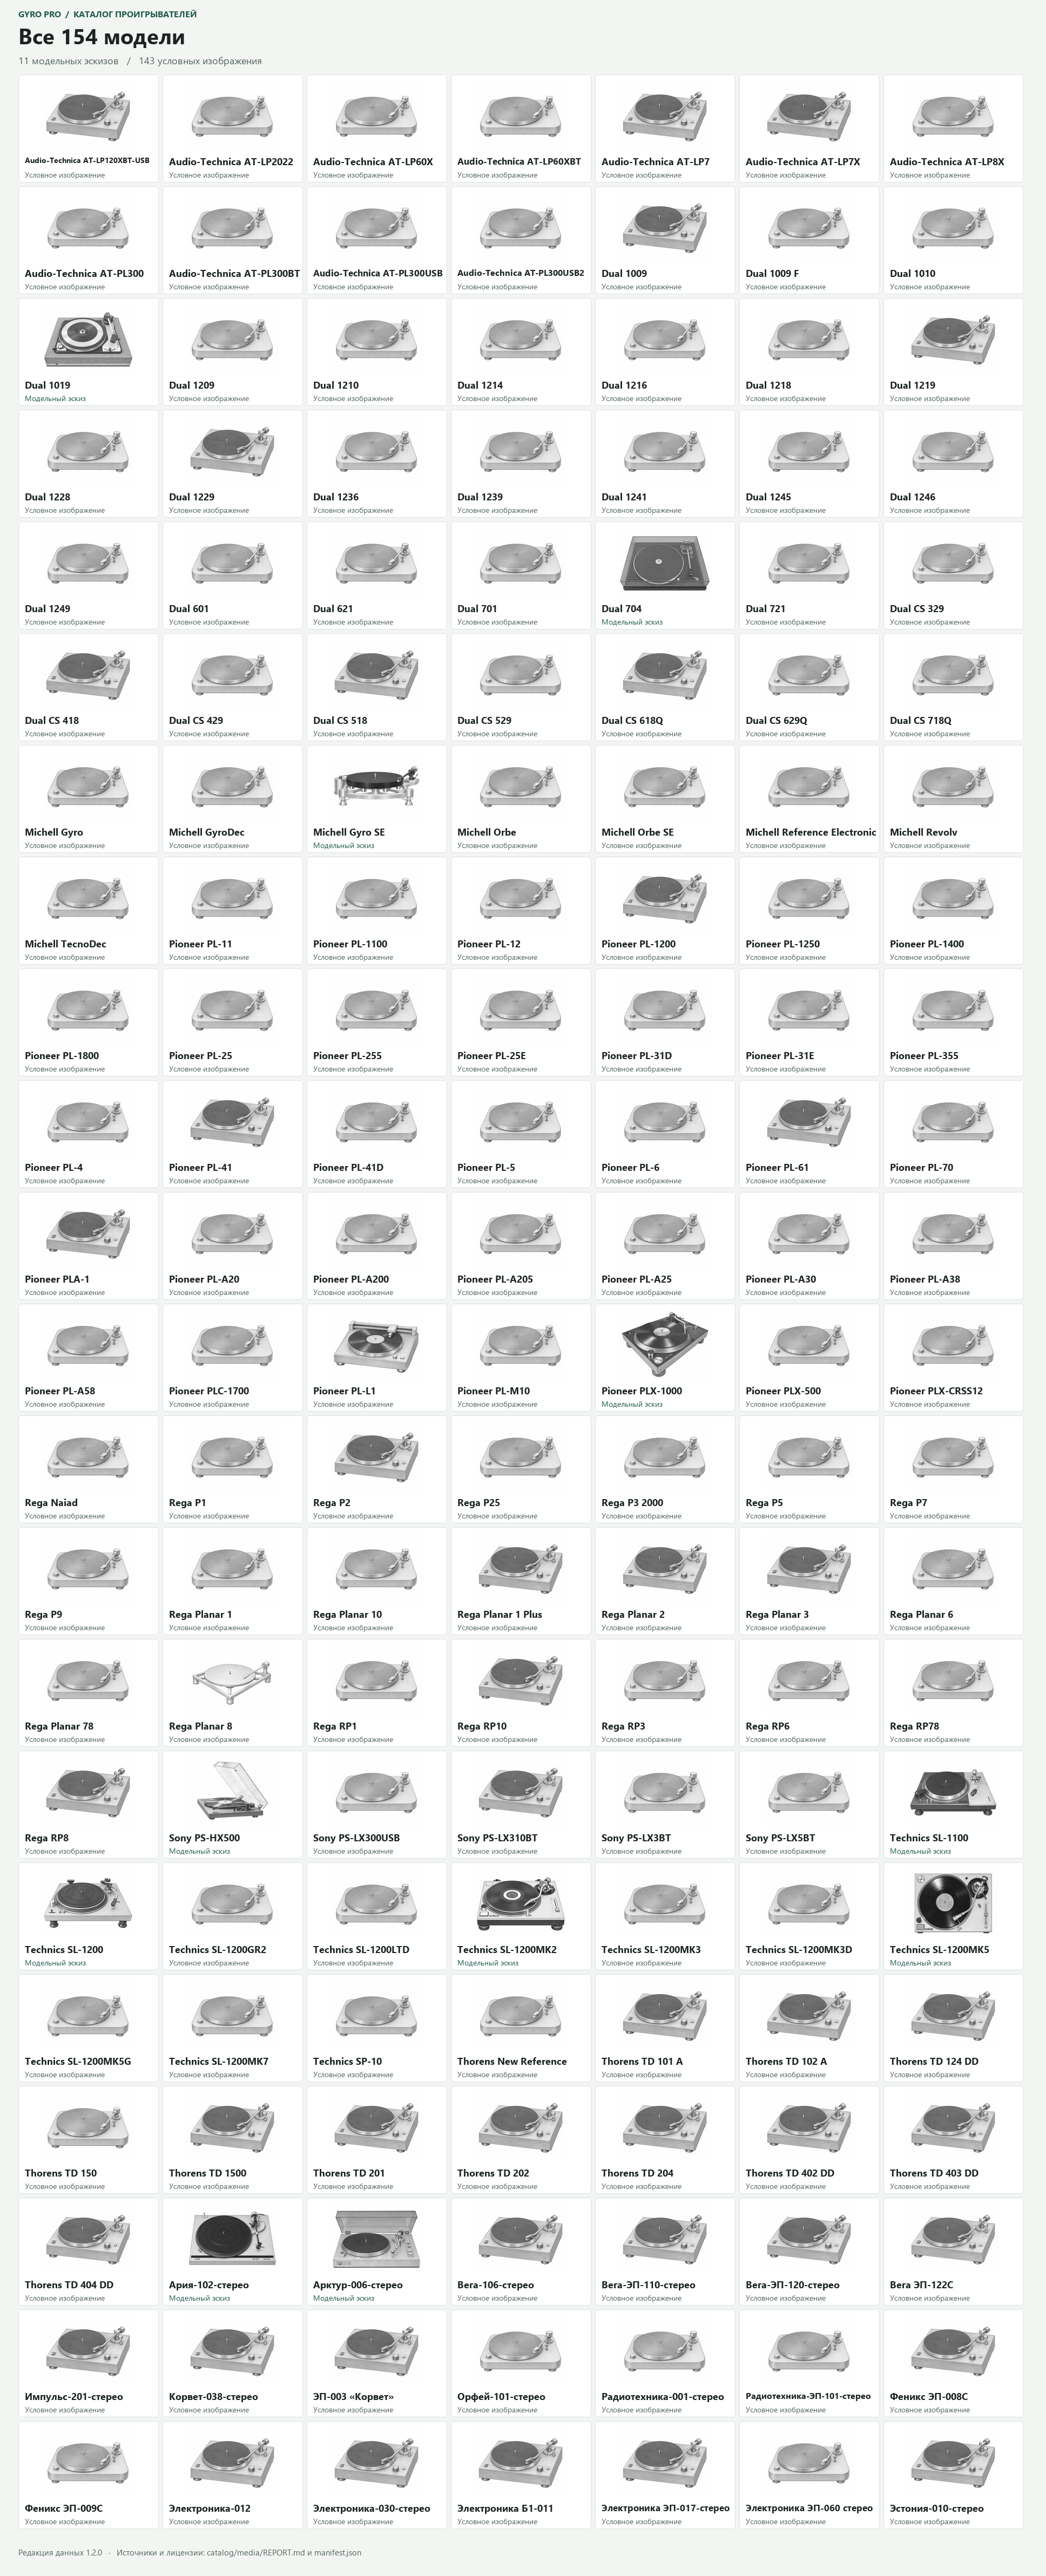 GYRO PRO / КАТАЛОГ ПРОИГРЫВАТЕЛЕЙ
Все 154 модели
11 модельных эскизов / 143 условных изображения
Audio-Technica AT-LP120XBT-USB Audio-Technica AT-LP2022 Audio-Technica AT-LP60X Audio-Technica AT-LP60XBT Audio-Technica AT-LP7 Audio-Technica AT-LP7X Audio-Technica AT-LP8X
Условное изображение Условное изображение Условное изображение Условное изображение Условное изображение Условное изображение Условное изображение
Audio-Technica AT-PL300 Audio-Technica AT-PL300BT Audio-Technica AT-PL300USB Audio-Technica AT-PL300USB2 Dual 1009 Dual 1009 F Dual 1010
Условное изображение Условное изображение Условное изображение Условное изображение Условное изображение Условное изображение Условное изображение
Dual 1019 Dual 1209 Dual 1210 Dual 1214 Dual 1216 Dual 1218 Dual 1219
Модельный эскиз Условное изображение Условное изображение Условное изображение Условное изображение Условное изображение Условное изображение
Dual 1228 Dual 1229 Dual 1236 Dual 1239 Dual 1241 Dual 1245 Dual 1246
Условное изображение Условное изображение Условное изображение Условное изображение Условное изображение Условное изображение Условное изображение
Dual 1249 Dual 601 Dual 621 Dual 701 Dual 704 Dual 721 Dual CS 329
Условное изображение Условное изображение Условное изображение Условное изображение Модельный эскиз Условное изображение Условное изображение
Dual CS 418 Dual CS 429 Dual CS 518 Dual CS 529 Dual CS 618Q Dual CS 629Q Dual CS 718Q
Условное изображение Условное изображение Условное изображение Условное изображение Условное изображение Условное изображение Условное изображение
Michell Gyro Michell GyroDec Michell Gyro SE Michell Orbe Michell Orbe SE Michell Reference Electronic Michell Revolv
Условное изображение Условное изображение Модельный эскиз Условное изображение Условное изображение Условное изображение Условное изображение
Michell TecnoDec Pioneer PL-11 Pioneer PL-1100 Pioneer PL-12 Pioneer PL-1200 Pioneer PL-1250 Pioneer PL-1400
Условное изображение Условное изображение Условное изображение Условное изображение Условное изображение Условное изображение Условное изображение
Pioneer PL-1800 Pioneer PL-25 Pioneer PL-255 Pioneer PL-25E Pioneer PL-31D Pioneer PL-31E Pioneer PL-355
Условное изображение Условное изображение Условное изображение Условное изображение Условное изображение Условное изображение Условное изображение
Pioneer PL-4 Pioneer PL-41 Pioneer PL-41D Pioneer PL-5 Pioneer PL-6 Pioneer PL-61 Pioneer PL-70
Условное изображение Условное изображение Условное изображение Условное изображение Условное изображение Условное изображение Условное изображение
Pioneer PLA-1 Pioneer PL-A20 Pioneer PL-A200 Pioneer PL-A205 Pioneer PL-A25 Pioneer PL-A30 Pioneer PL-A38
Условное изображение Условное изображение Условное изображение Условное изображение Условное изображение Условное изображение Условное изображение
Pioneer PL-A58 Pioneer PLC-1700 Pioneer PL-L1 Pioneer PL-M10 Pioneer PLX-1000 Pioneer PLX-500 Pioneer PLX-CRSS12
Условное изображение Условное изображение Условное изображение Условное изображение Модельный эскиз Условное изображение Условное изображение
Rega Naiad Rega P1 Rega P2 Rega P25 Rega P3 2000 Rega P5 Rega P7
Условное изображение Условное изображение Условное изображение Условное изображение Условное изображение Условное изображение Условное изображение
Rega P9 Rega Planar 1 Rega Planar 10 Rega Planar 1 Plus Rega Planar 2 Rega Planar 3 Rega Planar 6
Условное изображение Условное изображение Условное изображение Условное изображение Условное изображение Условное изображение Условное изображение
Rega Planar 78 Rega Planar 8 Rega RP1 Rega RP10 Rega RP3 Rega RP6 Rega RP78
Условное изображение Условное изображение Условное изображение Условное изображение Условное изображение Условное изображение Условное изображение
Rega RP8 Sony PS-HX500 Sony PS-LX300USB Sony PS-LX310BT Sony PS-LX3BT Sony PS-LX5BT Technics SL-1100
Условное изображение Модельный эскиз Условное изображение Условное изображение Условное изображение Условное изображение Модельный эскиз
Technics SL-1200 Technics SL-1200GR2 Technics SL-1200LTD Technics SL-1200MK2 Technics SL-1200MK3 Technics SL-1200MK3D Technics SL-1200MK5
Модельный эскиз Условное изображение Условное изображение Модельный эскиз Условное изображение Условное изображение Модельный эскиз
Technics SL-1200MK5G Technics SL-1200MK7 Technics SP-10 Thorens New Reference Thorens TD 101 A Thorens TD 102 A Thorens TD 124 DD
Условное изображение Условное изображение Условное изображение Условное изображение Условное изображение Условное изображение Условное изображение
Thorens TD 150 Thorens TD 1500 Thorens TD 201 Thorens TD 202 Thorens TD 204 Thorens TD 402 DD Thorens TD 403 DD
Условное изображение Условное изображение Условное изображение Условное изображение Условное изображение Условное изображение Условное изображение
Thorens TD 404 DD Ария-102-стерео Арктур-006-стерео Вега-106-стерео Вега-ЭП-110-стерео Вега-ЭП-120-стерео Вега ЭП-122С
Условное изображение Модельный эскиз Модельный эскиз Условное изображение Условное изображение Условное изображение Условное изображение
Импульс-201-стерео Корвет-038-стерео ЭП-003 «Корвет» Орфей-101-стерео Радиотехника-001-стерео Радиотехника-ЭП-101-стерео Феникс ЭП-008С
Условное изображение Условное изображение Условное изображение Условное изображение Условное изображение Условное изображение Условное изображение
Феникс ЭП-009С Электроника-012 Электроника-030-стерео Электроника Б1-011 Электроника ЭП-017-стерео Электроника ЭП-060 стерео Эстония-010-стерео
Условное изображение Условное изображение Условное изображение Условное изображение Условное изображение Условное изображение Условное изображение
Редакция данных 1.2.0 · Источники и лицензии: catalog/media/REPORT.md и manifest.json